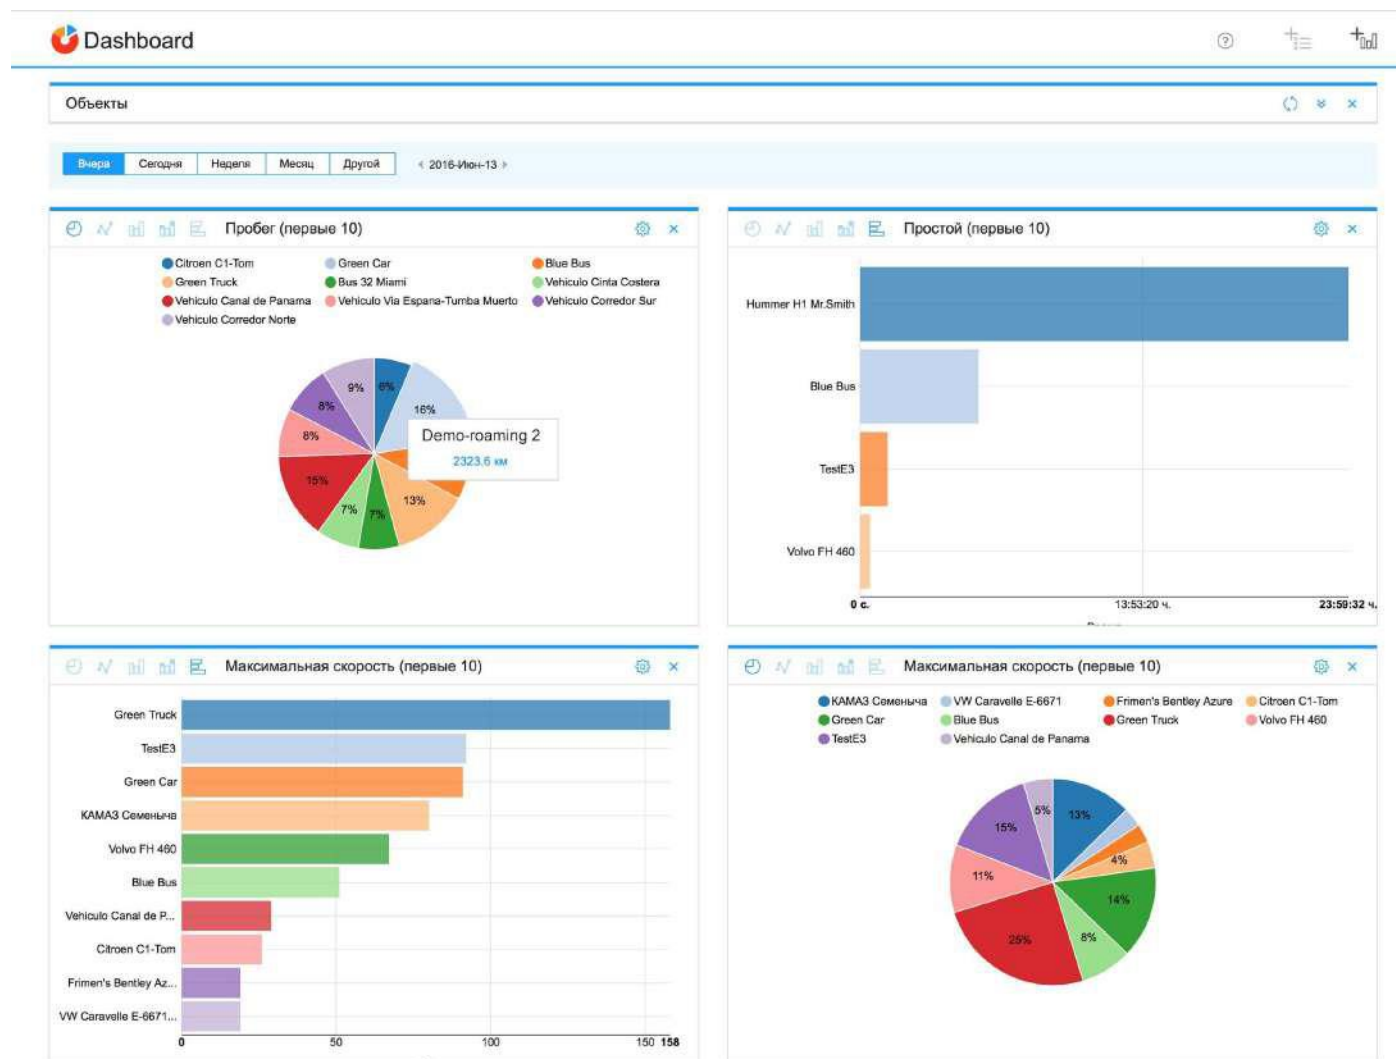 Dashboard
Объекты
Вчера Сегодня Неделя Месяц Другой 2016-Июн-13
Пробег (первые 10)
Citroen C1-Tom Green Car Blue Bus
Green Truck Bus 32 Miami Vehiculo Cinta Costera
Vehiculo Canal de Panama Vehiculo Via Espana-Tumba Muerto Vehiculo Corredor Sur
Vehiculo Corredor Norte
9% 6%
8% 16%
8%
Demo-roaming 2
2323.6 км
15% 13%
7% 7%
Простой (первые 10)
Hummer H1 Mr.Smith
Blue Bus
TestE3
Volvo FH 460
0 с. 13:53:20 ч. 23:59:32 ч.
Максимальная скорость (первые 10)
Green Truck
TestE3
Green Car
КАМАЗ Семеныча
Volvo FH 460
Blue Bus
Vehiculo Canal de P...
Citroen C1-Tom
Frimen's Bentley Az...
VW Caravelle E-6671...
0 50 100 150 158
Максимальная скорость (первые 10)
КАМАЗ Семеныча VW Caravelle E-6671 Frimen's Bentley Azure Citroen C1-Tom
Green Car Blue Bus Green Truck Volvo FH 460
TestE3 Vehiculo Canal de Panama
5% 13%
15%
4%
11%
14%
25% 8%